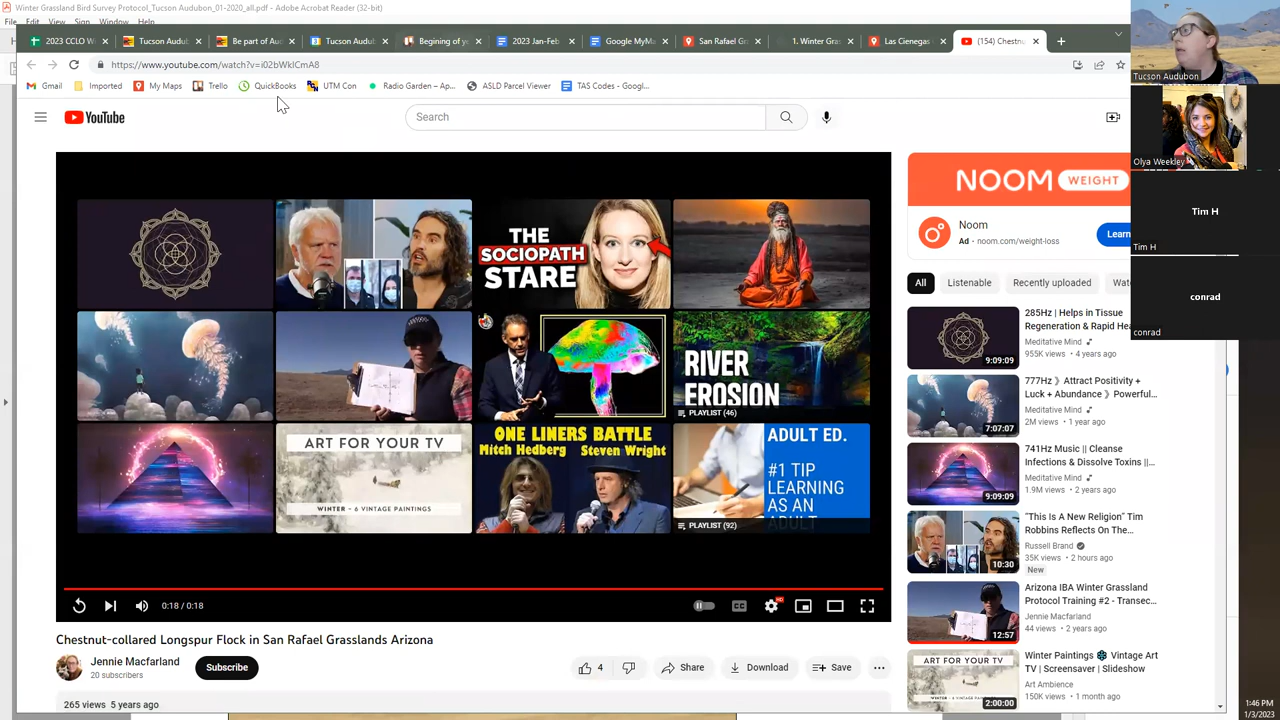 Winter Grassland Bird Survey Protocol_Tucson Audubon_01-2020_all.pdf - Adobe Acrobat Reader (32-bit)
File Edit View Sign Window Help
2023 CCLO W
Tucson Audub
Be part of Auc
Tucson Audub
Begining of ye
2023 Jan-Feb
Google MyMa
San Rafael Gr
1. Winter Gras
Las Cienegas
(154) Chestn
https://www.youtube.com/watch?v=i02bWklCmA8
Gmail
Imported
My Maps
Trello
QuickBooks
UTM Con
Radio Garden – Ap...
ASLD Parcel Viewer
TAS Codes - Googl...
YouTube
Search
THE
SOCIOPATH
STARE
RIVER
EROSION
PLAYLIST (46)
ART FOR YOUR TV
WINTER • 6 VINTAGE PAINTINGS
ONE LINERS BATTLE
Mitch Hedberg Steven Wright
ADULT ED.
#1 TIP
LEARNING
AS AN
ADULT
PLAYLIST (92)
0:18 / 0:18
CC
HD
Chestnut-collared Longspur Flock in San Rafael Grasslands Arizona
Jennie Macfarland
20 subscribers
Subscribe
4
Share
Download
Save
265 views 5 years ago
NOOM WEIGHT
Noom
Ad • noom.com/weight-loss
Learn
All
Listenable
Recently uploaded
Wat
285Hz | Helps in Tissue
Regeneration & Rapid Hea
Meditative Mind
955K views • 4 years ago
9:09:09
777Hz 》Attract Positivity +
Luck + Abundance 》Powerful...
Meditative Mind
2M views • 1 year ago
7:07:07
741Hz Music || Cleanse
Infections & Dissolve Toxins ||...
Meditative Mind
1.9M views • 2 years ago
9:09:09
"This Is A New Religion" Tim
Robbins Reflects On The...
Russell Brand
35K views • 2 hours ago
New
10:30
Arizona IBA Winter Grassland
Protocol Training #2 - Transec...
Jennie Macfarland
44 views • 2 years ago
12:57
Winter Paintings ❄ Vintage Art
TV | Screensaver | Slideshow
Art Ambience
150K views • 1 month ago
ART FOR YOUR TV
2:00:00
Tucson Audubon
Olya Weekley
Tim H
Tim H
conrad
conrad
1:46 PM
1/3/2023